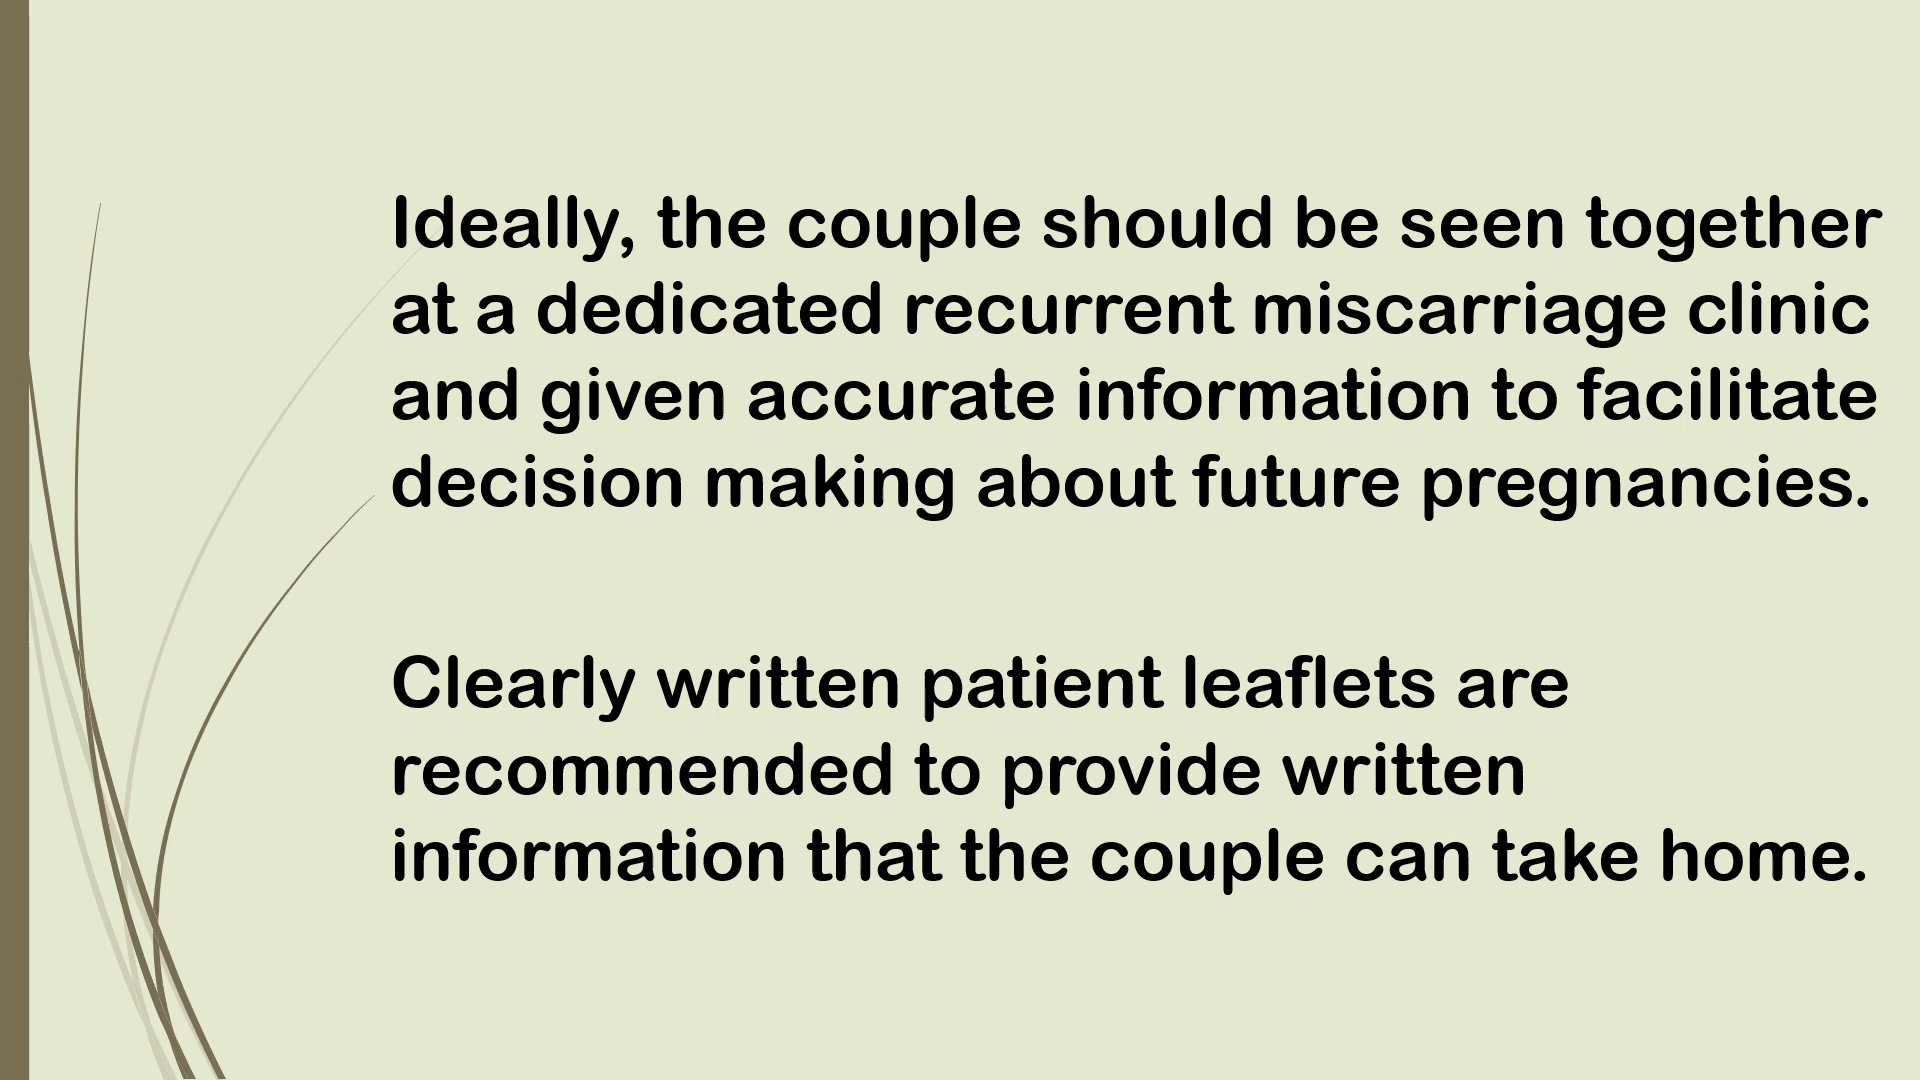 Ideally, the couple should be seen together
at a dedicated recurrent miscarriage clinic
and given accurate information to facilitate
decision making about future pregnancies.
Clearly written patient leaflets are
recommended to provide written
information that the couple can take home.